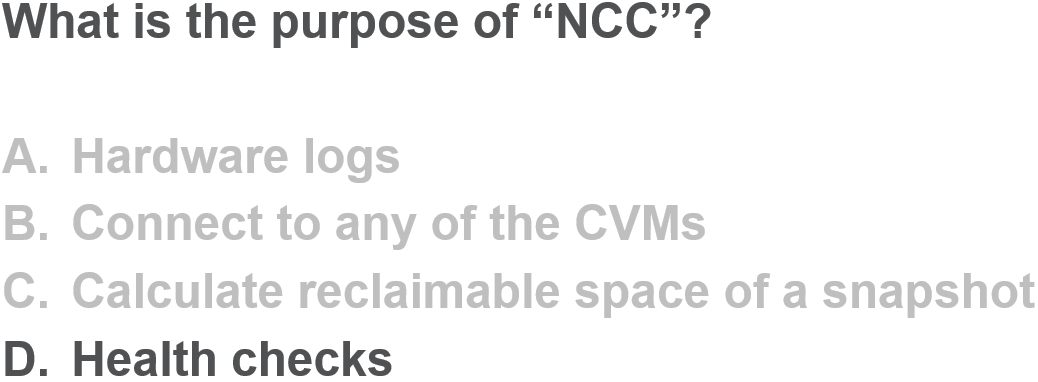 What is the purpose of “NCC”?
A. Hardware logs
B. Connect to any of the CVMs
C. Calculate reclaimable space of a snapshot
D. Health checks